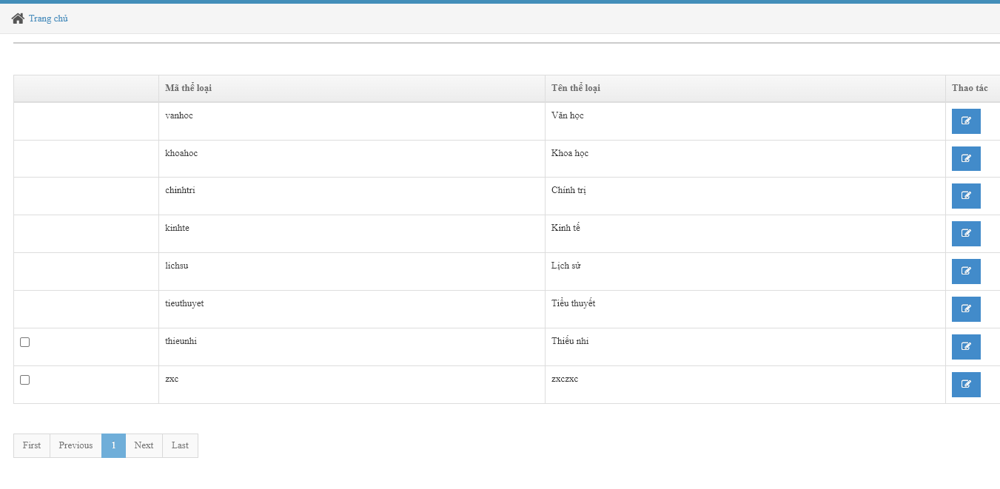 Trang chủ
Mã thể loại Tên thể loại Thao tác
vanhoc Văn học
khoahoc Khoa học
chinhtri Chính trị
kinhte Kinh tế
lichsu Lịch sử
tieuthuyet Tiểu thuyết
thieunhi Thiếu nhi
zxc zxczxc
First Previous 1 Next Last